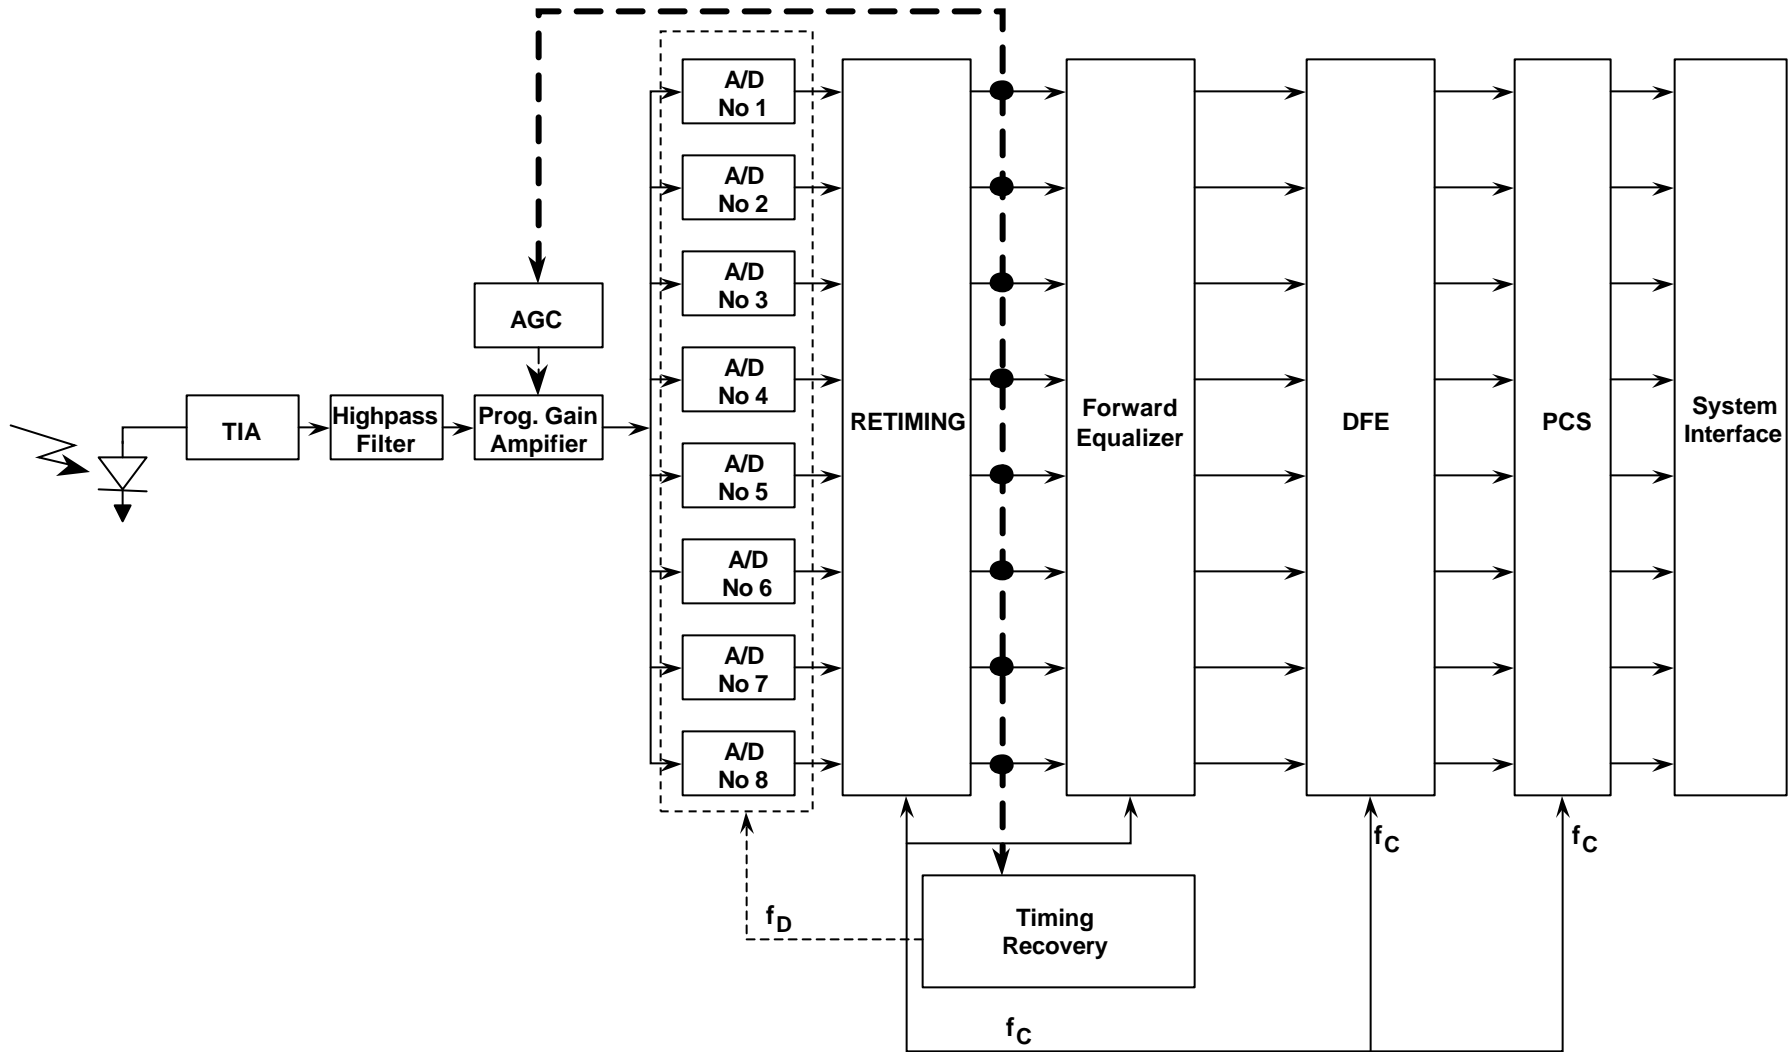 A/D
No 1
A/D
No 2
A/D
No 3
A/D
No 4
A/D
No 5
A/D
No 6
A/D
No 7
A/D
No 8
AGC
TIA
Highpass
Filter
Prog. Gain
Ampifier
RETIMING
Forward
Equalizer
DFE
PCS
System
Interface
fC
fC
fD
Timing
Recovery
fC